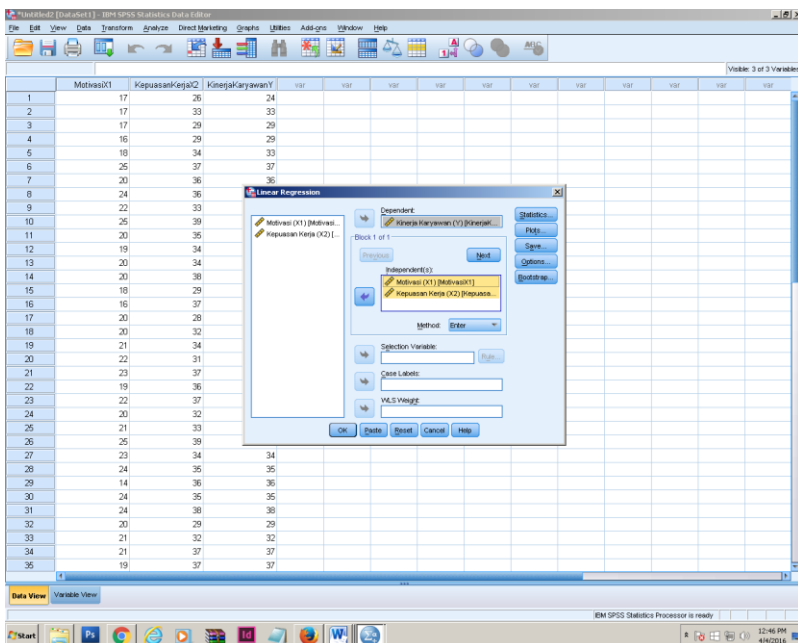 *Untitled2 [DataSet1] - IBM SPSS Statistics Data Editor
File Edit View Data Transform Analyze Direct Marketing Graphs Utilities Add-ons Window Help
Visible: 3 of 3 Variables
MotivasiX1 KepuasanKerjaX2 KinerjaKaryawanY var var var var var var var var var var var
1 17 26 24
2 17 33 33
3 17 29 29
4 16 29 29
5 18 34 33
6 25 37 37
7 20 36 36
8 24 36
9 22 33
10 25 39
11 20 35
12 19 34
13 20 34
14 20 38
15 18 29
16 16 37
17 20 28
18 20 32
19 21 34
20 22 31
21 23 37
22 19 36
23 22 37
24 20 32
25 21 33
26 25 39
27 23 34 34
28 24 35 35
29 14 36 36
30 24 35 35
31 24 38 38
32 20 29 29
33 21 32 32
34 21 37 37
35 19 37 37
Linear Regression
Motivasi (X1) [Motivasi...
Kepuasan Kerja (X2) [...
Dependent:
Kinerja Karyawan (Y) [KinerjaK...
Block 1 of 1
Previous Next
Independent(s):
Motivasi (X1) [MotivasiX1]
Kepuasan Kerja (X2) [Kepuasa...
Method: Enter
Selection Variable:
Rule...
Case Labels:
WLS Weight:
Statistics...
Plots...
Save...
Options...
Bootstrap...
OK Paste Reset Cancel Help
Data View Variable View
IBM SPSS Statistics Processor is ready
Start Ps Id W
12:46 PM
4/4/2016